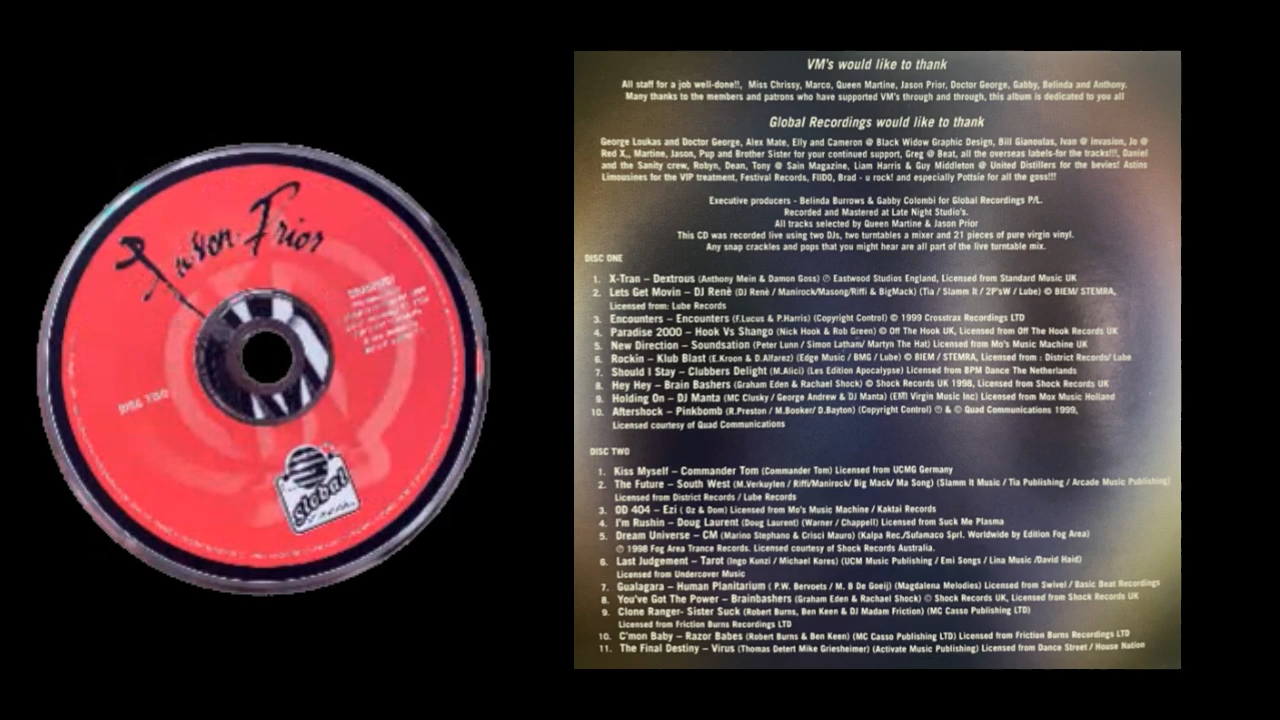 Jason Prior
DISC TWO
Global
VM's would like to thank
All staff for a job well-done!!, Miss Chrissy, Marco, Queen Martine, Jason Prior, Doctor George, Gabby, Belinda and Anthony.
Many thanks to the members and patrons who have supported VM's through and through, this album is dedicated to you all
Global Recordings would like to thank
George Loukas and Doctor George, Alex Mate, Elly and Cameron @ Black Widow Graphic Design, Bill Gianoutas, Ivan @ Invasion, Jo @
Red X,, Martine, Jason, Pup and Brother Sister for your continued support, Greg @ Beat, all the overseas labels-for the tracks!!!, Daniel
and the Sanity crew, Robyn, Dean, Tony @ Sain Magazine, Liam Harris & Guy Middleton @ United Distillers for the bevies! Astins
Limousines for the VIP treatment, Festival Records, FIIDO, Brad - u rock! and especially Pottsie for all the goss!!!
Executive producers - Belinda Burrows & Gabby Colombi for Global Recordings P/L.
Recorded and Mastered at Late Night Studio's.
All tracks selected by Queen Martine & Jason Prior
This CD was recorded live using two DJs, two turntables a mixer and 21 pieces of pure virgin vinyl.
Any snap crackles and pops that you might hear are all part of the live turntable mix.
DISC ONE
1. X-Tran – Dextrous (Anthony Mein & Damon Goss) ℗ Eastwood Studios England, Licensed from Standard Music UK
2. Lets Get Movin – DJ Renè (DJ Renè / Manirock/Masong/Riffi & BigMack) (Tia / Slamm It / 2P'sW / Lube) © BIEM/ STEMRA,
Licensed from: Lube Records
3. Encounters – Encounters (F.Lucus & P.Harris) (Copyright Control) © 1999 Crosstrax Recordings LTD
4. Paradise 2000 – Hook Vs Shango (Nick Hook & Rob Green) © Off The Hook UK, Licensed from Off The Hook Records UK
5. New Direction – Soundsation (Peter Lunn / Simon Latham/ Martyn The Hat) Licensed from Mo's Music Machine UK
6. Rockin – Klub Blast (E.Kroon & D.Alfarez) (Edge Music / BMG / Lube) © BIEM / STEMRA, Licensed from : District Records/ Lube
7. Should I Stay – Clubbers Delight (M.Alici) (Les Edition Apocalypse) Licensed from BPM Dance The Netherlands
8. Hey Hey – Brain Bashers (Graham Eden & Rachael Shock) © Shock Records UK 1998, Licensed from Shock Records UK
9. Holding On – DJ Manta (MC Clusky / George Andrew & DJ Manta) (EMI Virgin Music Inc) Licensed from Mox Music Holland
10. Aftershock – Pinkbomb (R.Preston / M.Booker/ D.Bayton) (Copyright Control) ℗ & © Quad Communications 1999,
Licensed courtesy of Quad Communications
DISC TWO
1. Kiss Myself – Commander Tom (Commander Tom) Licensed from UCMG Germany
2. The Future – South West (M.Verkuylen / Riffi/Manirock/ Big Mack/ Ma Song) (Slamm It Music / Tia Publishing / Arcade Music Publishing)
Licensed from District Records / Lube Records
3. OD 404 – Ezi ( Oz & Dom) Licensed from Mo's Music Machine / Kaktai Records
4. I'm Rushin – Doug Laurent (Doug Laurent) (Warner / Chappell) Licensed from Suck Me Plasma
5. Dream Universe – CM (Marino Stephano & Crisci Mauro) (Kalpa Rec./Sufamaco Sprl. Worldwide by Edition Fog Area)
℗ 1998 Fog Area Trance Records. Licensed courtesy of Shock Records Australia.
6. Last Judgement – Tarot (Ingo Kunzi / Michael Kores) (UCM Music Publishing / Emi Songs / Lina Music /David Haid)
Licensed from Undercover Music
7. Gualagara – Human Planitarium ( P.W. Bervoets / M. B De Goeij) (Magdalena Melodies) Licensed from Swivel / Basic Beat Recordings
8. You've Got The Power – Brainbashers (Graham Eden & Rachael Shock) © Shock Records UK, Licensed from Shock Records UK
9. Clone Ranger- Sister Suck (Robert Burns, Ben Keen & DJ Madam Friction) (MC Casso Publishing LTD)
Licensed from Friction Burns Recordings LTD
10. C'mon Baby – Razor Babes (Robert Burns & Ben Keen) (MC Casso Publishing LTD) Licensed from Friction Burns Recordings LTD
11. The Final Destiny – Virus (Thomas Detert Mike Griesheimer) (Activate Music Publishing) Licensed from Dance Street / House Nation